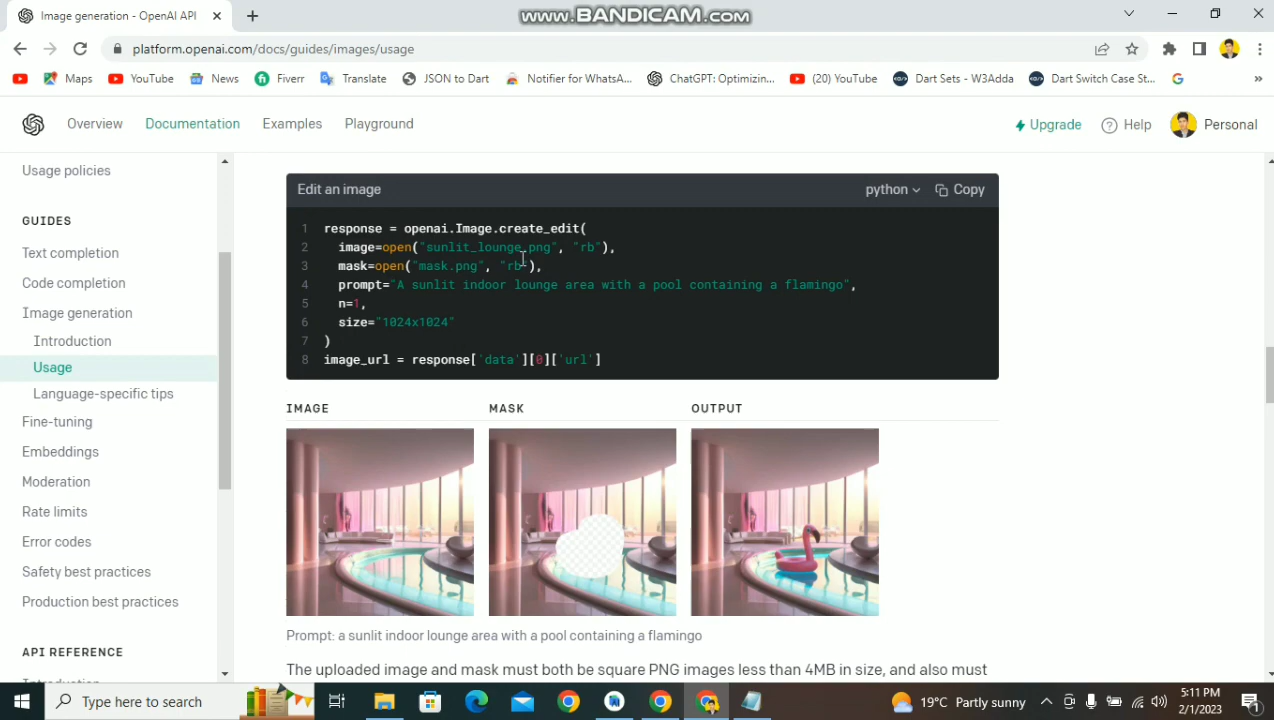 Image generation - OpenAI API
www.BANDICAM.com
platform.openai.com/docs/guides/images/usage
Maps
YouTube
News
Fiverr
Translate
JSON to Dart
Notifier for WhatsA...
ChatGPT: Optimizing...
(20) YouTube
Dart Sets - W3Adda
Dart Switch Case St...
Overview
Documentation
Examples
Playground
Upgrade
Help
Personal
Usage policies
GUIDES
Text completion
Code completion
Image generation
Introduction
Usage
Language-specific tips
Fine-tuning
Embeddings
Moderation
Rate limits
Error codes
Safety best practices
Production best practices
API REFERENCE
Edit an image
python
Copy
1 response = openai.Image.create_edit(
2 image=open("sunlit_lounge.png", "rb"),
3 mask=open("mask.png", "rb"),
4 prompt="A sunlit indoor lounge area with a pool containing a flamingo",
5 n=1,
6 size="1024x1024"
7 )
8 image_url = response['data'][0]['url']
IMAGE
MASK
OUTPUT
Prompt: a sunlit indoor lounge area with a pool containing a flamingo
The uploaded image and mask must both be square PNG images less than 4MB in size, and also must
Type here to search
19°C Partly sunny
5:11 PM
2/1/2023
1